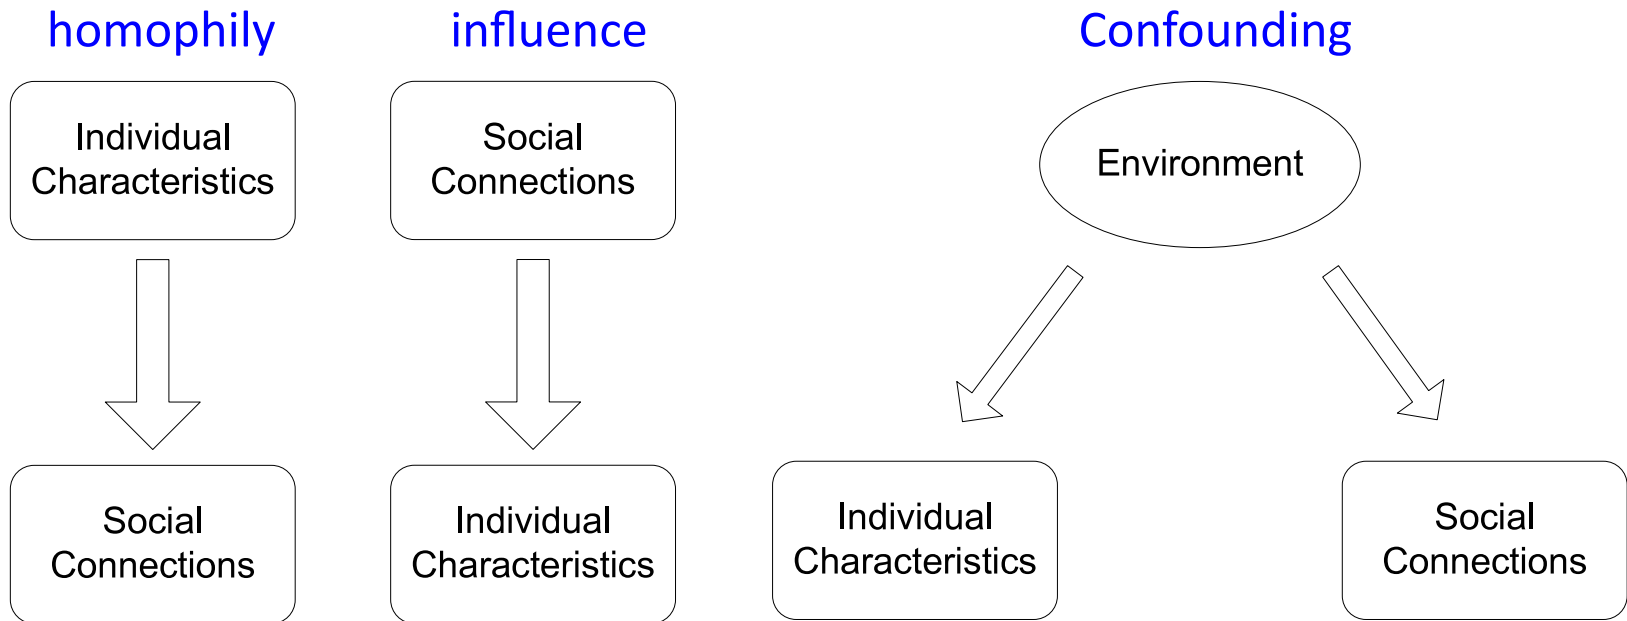 homophily
influence
Confounding
Individual
Characteristics
Social
Connections
Environment
Social
Connections
Individual
Characteristics
Individual
Characteristics
Social
Connections